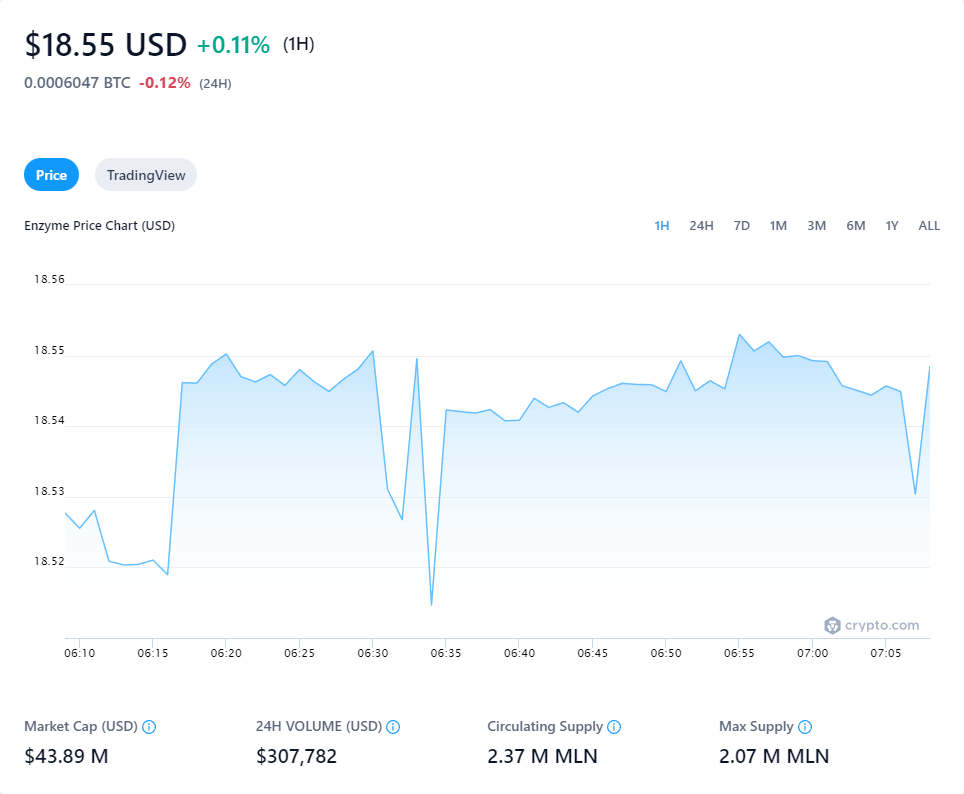 $18.55 USD +0.11% (1H)
0.0006047 BTC -0.12% (24H)
Price TradingView
Enzyme Price Chart (USD) 1H 24H 7D 1M 3M 6M 1Y ALL
18.56
18.55
18.54
18.53
18.52
crypto.com
06:10 06:15 06:20 06:25 06:30 06:35 06:40 06:45 06:50 06:55 07:00 07:05
Market Cap (USD) 24H VOLUME (USD) Circulating Supply Max Supply
$43.89 M $307,782 2.37 M MLN 2.07 M MLN